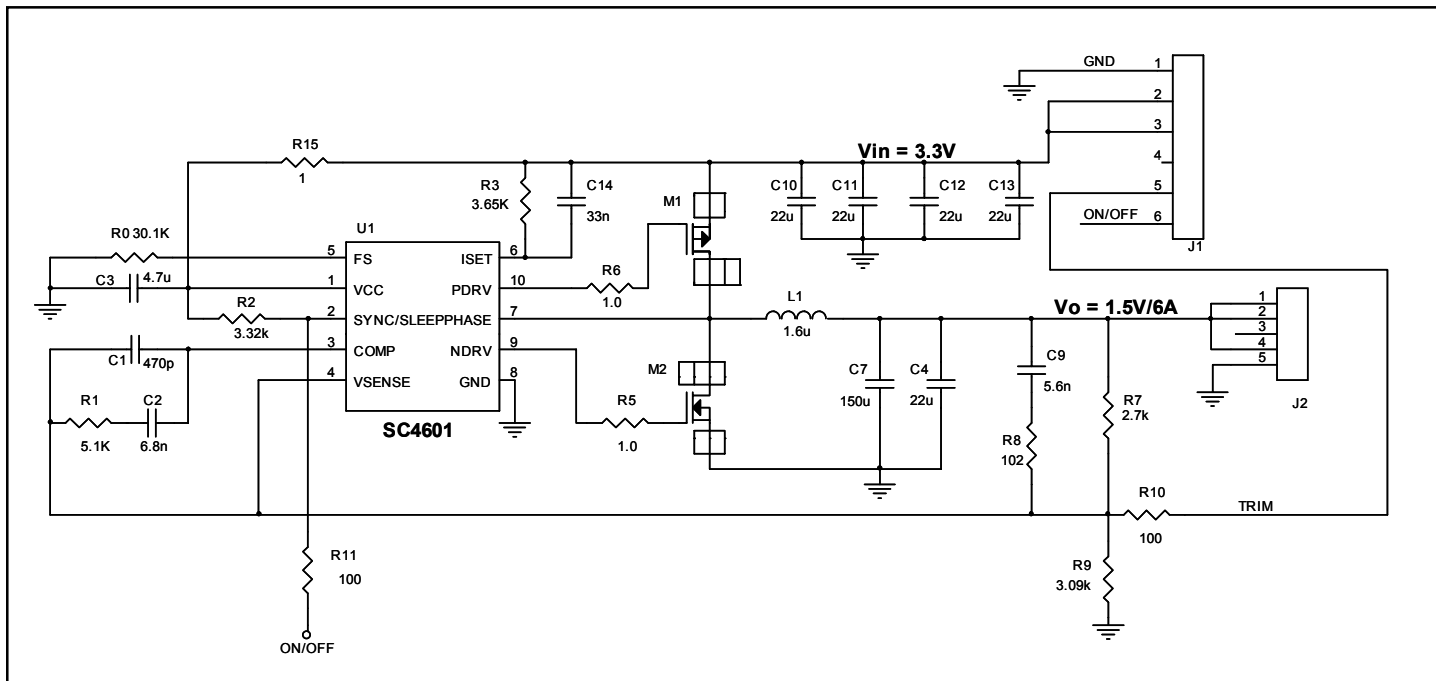 GND
1
2
3
4
5
6
J1
ON/OFF
Vin = 3.3V
R15
1
R3
3.65K
C14
33n
M1
C10
22u
C11
22u
C12
22u
C13
22u
R0 30.1K
C3
4.7u
R2
3.32k
C1
470p
R1
5.1K
C2
6.8n
U1
5 FS ISET 6
1 VCC PDRV 10
2 SYNC/SLEEP PHASE 7
3 COMP NDRV 9
4 VSENSE GND 8
SC4601
R6
1.0
R5
1.0
M2
L1
1.6u
Vo = 1.5V/6A
1
2
3
4
5
J2
C7
150u
C4
22u
C9
5.6n
R8
102
R7
2.7k
R10
100
TRIM
R9
3.09k
R11
100
ON/OFF